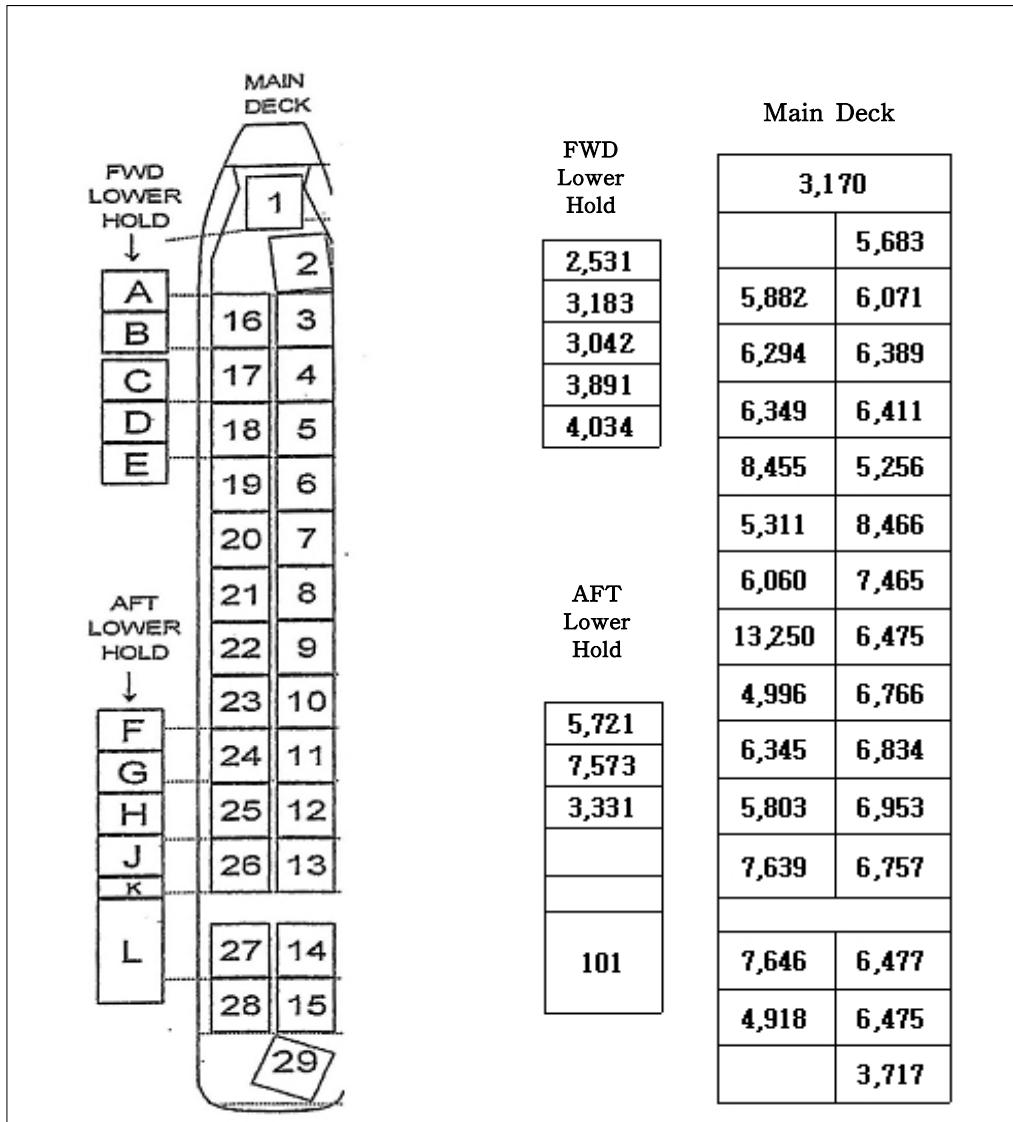 MAIN
DECK
FWD
LOWER
HOLD
1
2
A
B
C
D
E
16 3
17 4
18 5
19 6
20 7
21 8
22 9
23 10
24 11
25 12
26 13
27 14
28 15
29
AFT
LOWER
HOLD
F
G
H
J
K
L
FWD
Lower
Hold
2,531
3,183
3,042
3,891
4,034
AFT
Lower
Hold
5,721
7,573
3,331
101
Main Deck
3,170
5,683
5,882 6,071
6,294 6,389
6,349 6,411
8,455 5,256
5,311 8,466
6,060 7,465
13,250 6,475
4,996 6,766
6,345 6,834
5,803 6,953
7,639 6,757
7,646 6,477
4,918 6,475
3,717